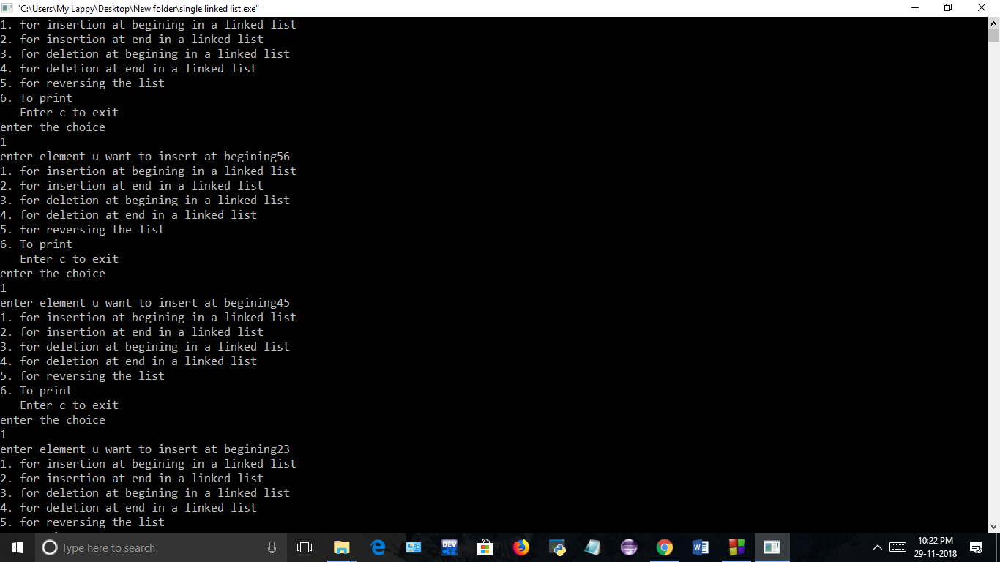 "C:\Users\My Lappy\Desktop\New folder\single linked list.exe"
1. for insertion at begining in a linked list
2. for insertion at end in a linked list
3. for deletion at begining in a linked list
4. for deletion at end in a linked list
5. for reversing the list
6. To print
   Enter c to exit
enter the choice
1
enter element u want to insert at begining56
1. for insertion at begining in a linked list
2. for insertion at end in a linked list
3. for deletion at begining in a linked list
4. for deletion at end in a linked list
5. for reversing the list
6. To print
   Enter c to exit
enter the choice
1
enter element u want to insert at begining45
1. for insertion at begining in a linked list
2. for insertion at end in a linked list
3. for deletion at begining in a linked list
4. for deletion at end in a linked list
5. for reversing the list
6. To print
   Enter c to exit
enter the choice
1
enter element u want to insert at begining23
1. for insertion at begining in a linked list
2. for insertion at end in a linked list
3. for deletion at begining in a linked list
4. for deletion at end in a linked list
5. for reversing the list
Type here to search
DEV
10:22 PM
29-11-2018